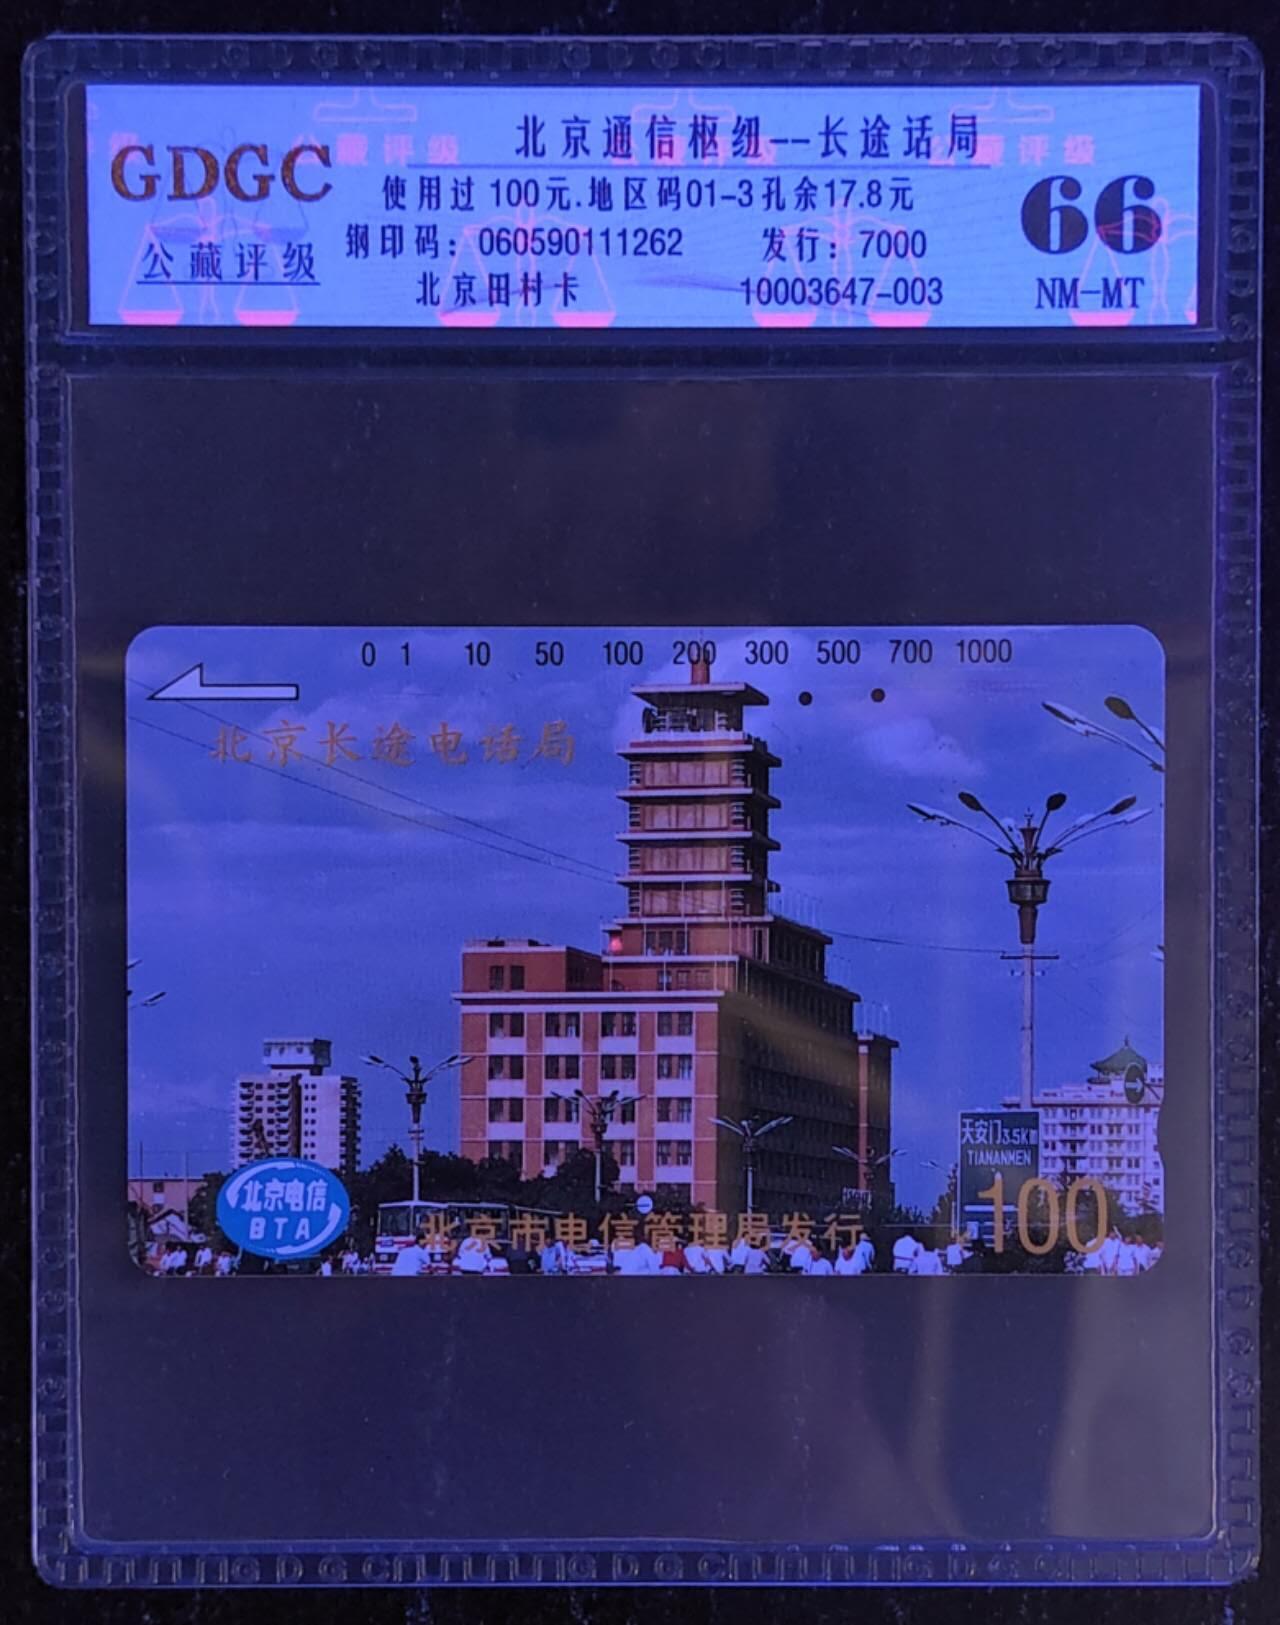 GDGC
公藏评级
北京通信枢纽--长途话局
使用过 100元.地区码01-3孔余17.8元
钢印码：060590111262 发行：7000
北京田村卡 10003647-003
66
NM-MT
0 1 10 50 100 200 300 500 700 1000
北京长途电话局
天安门3.5KM
TIANANMEN
北京电信
BTA
北京市电信管理局发行
100